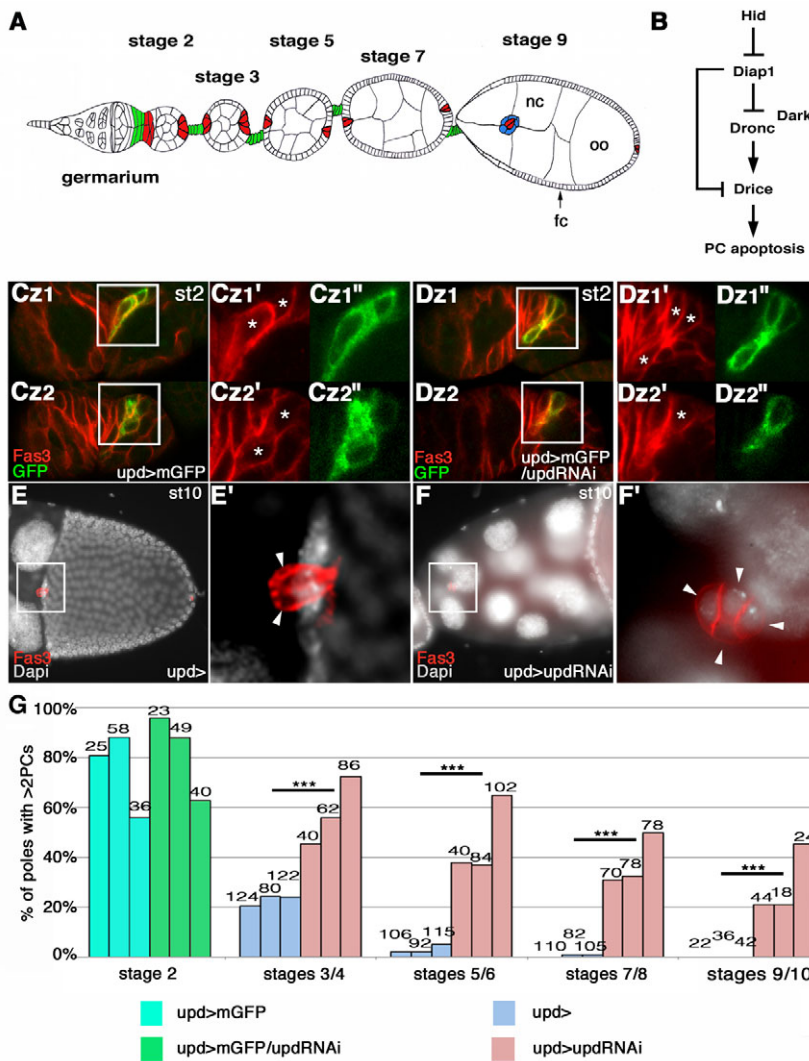 A
stage 2
stage 3
stage 5
stage 7
stage 9
germarium
nc
oo
fc
B
Hid
Diap1
Dark
Dronc
Drice
PC apoptosis
Cz1
st2
Cz1'
*
*
Cz1"
Dz1
st2
Dz1'
* *
*
Dz1"
Cz2
Fas3
GFP
upd>mGFP
Cz2'
*
*
Cz2"
Dz2
Fas3
GFP
upd>mGFP
/updRNAi
Dz2'
*
Dz2"
E
st10
Fas3
Dapi
upd>
E'
F
st10
Fas3
Dapi
upd>updRNAi
F'
G
% of poles with >2PCs
100%
80%
60%
40%
20%
0%
25 58 36 23 49 40
124 80 122 40 62 86
***
106 92 115 40 84 102
***
110 82 105 70 78 78
***
22 36 42 44 18 24
***
stage 2
stages 3/4
stages 5/6
stages 7/8
stages 9/10
upd>mGFP
upd>
upd>mGFP/updRNAi
upd>updRNAi